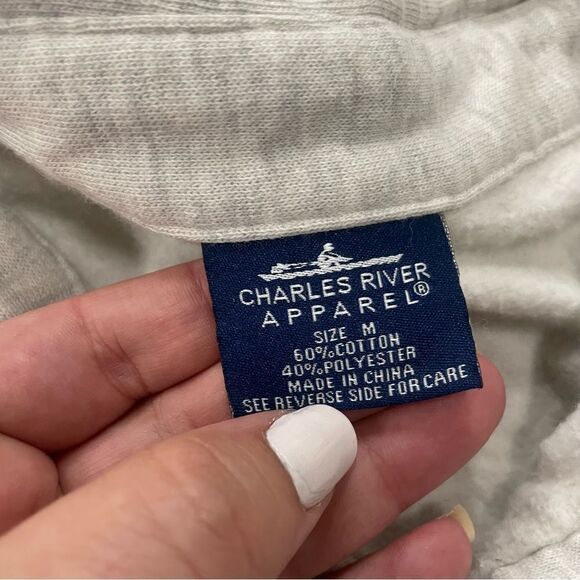 CHARLES RIVER
APPAREL®
SIZE M
60%COTTON
40%POLYESTER
MADE IN CHINA
SEE REVERSE SIDE FOR CARE